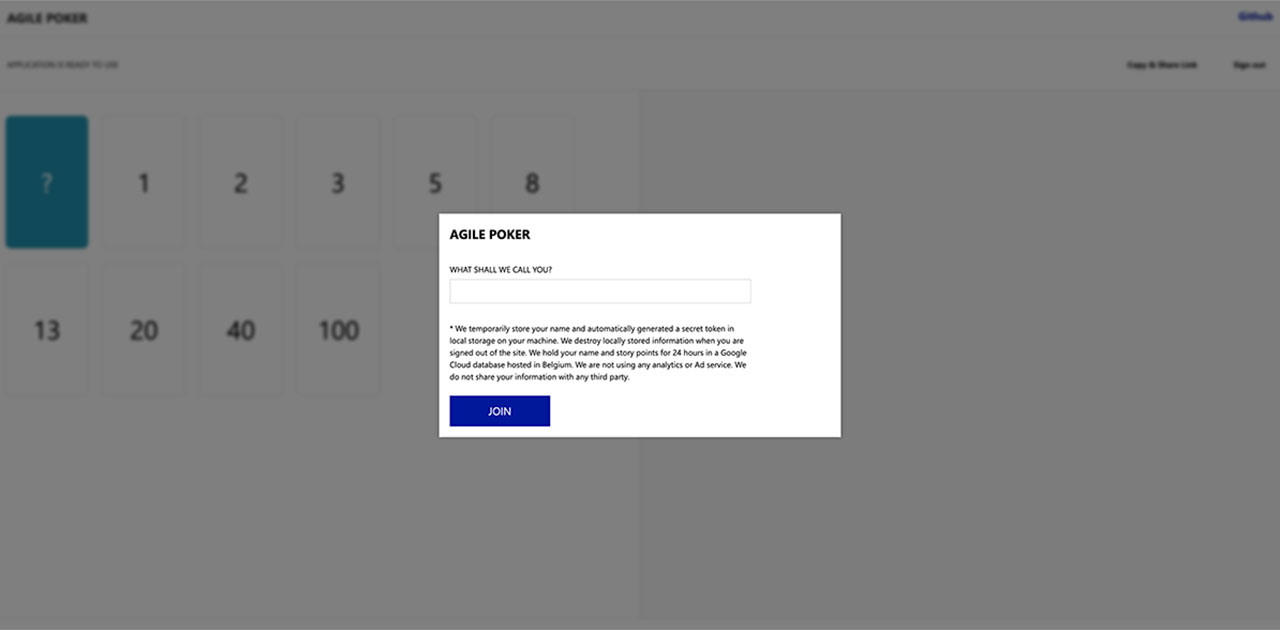 AGILE POKER
Github
APPLICATION IS READY TO USE
Copy & Share Link
Sign out
? 1 2 3 5 8
13 20 40 100
AGILE POKER
WHAT SHALL WE CALL YOU?
* We temporarily store your name and automatically generated a secret token in
local storage on your machine. We destroy locally stored information when you are
signed out of the site. We hold your name and story points for 24 hours in a Google
Cloud database hosted in Belgium. We are not using any analytics or Ad service. We
do not share your information with any third party.
JOIN